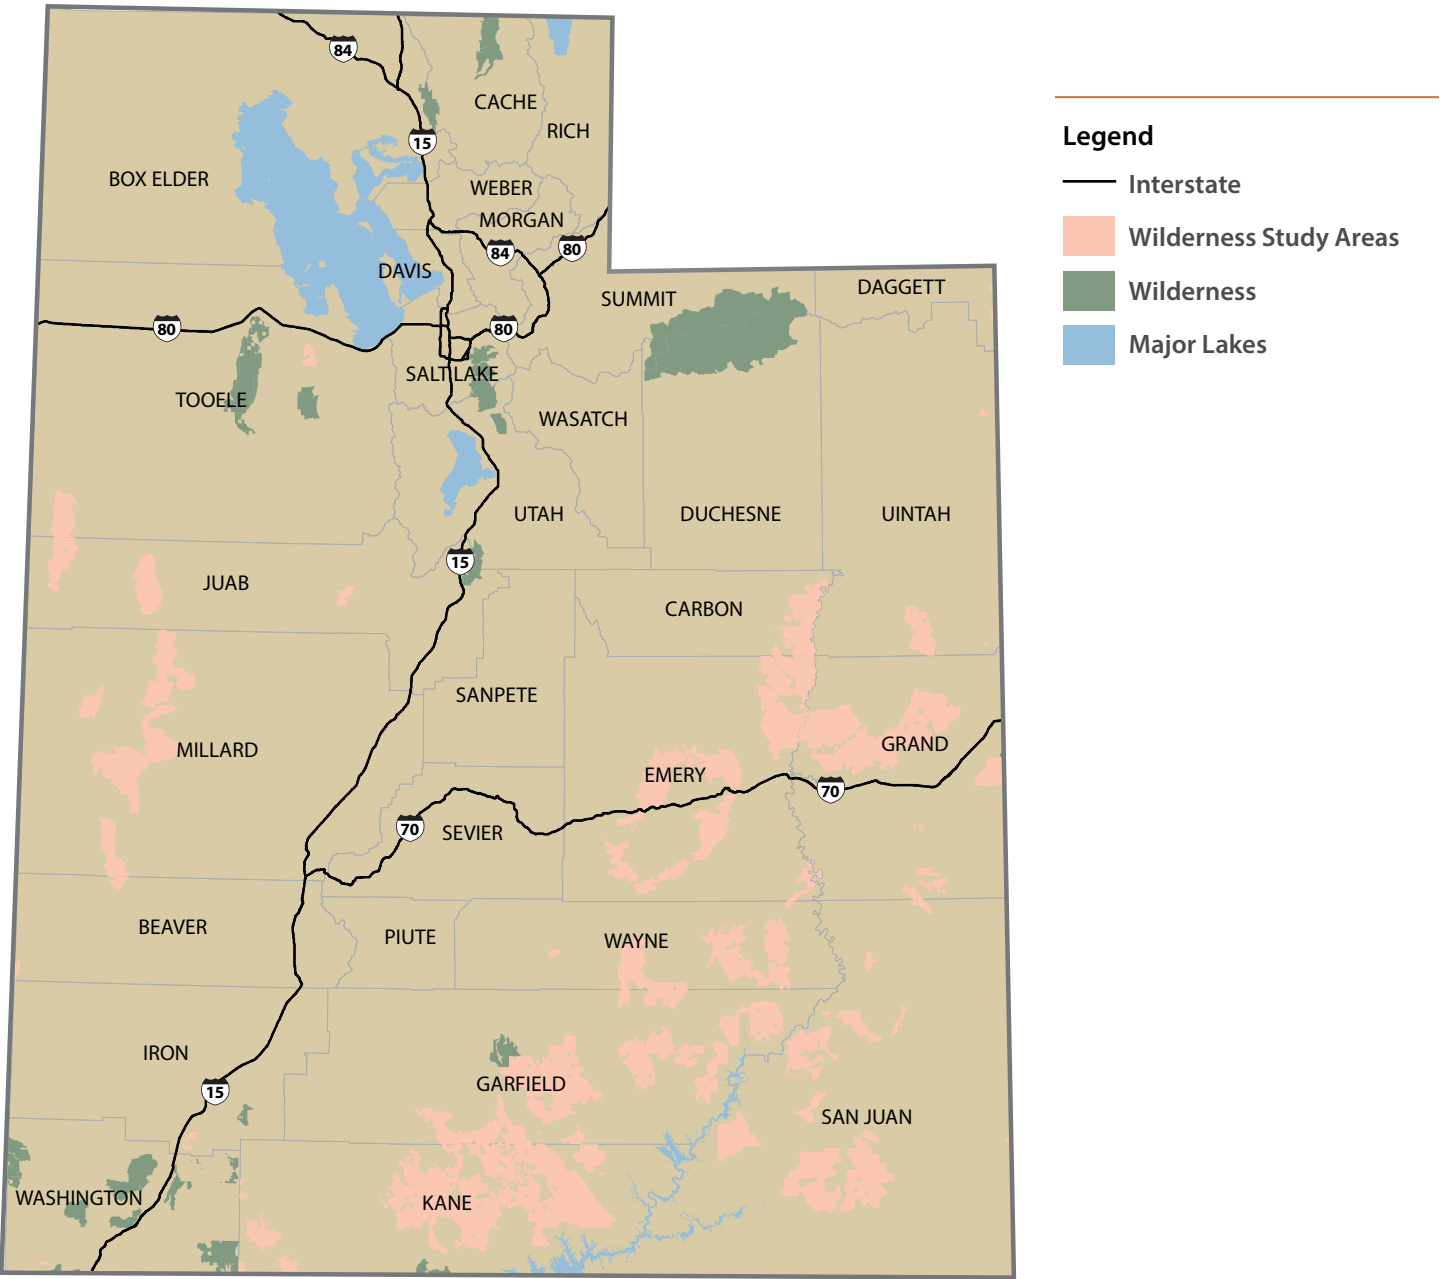 84
CACHE
RICH
15
BOX ELDER
WEBER
MORGAN
84
80
DAVIS
SUMMIT
DAGGETT
80
80
SALT LAKE
TOOELE
WASATCH
UTAH
DUCHESNE
UINTAH
15
JUAB
CARBON
SANPETE
MILLARD
GRAND
EMERY
70
70
SEVIER
BEAVER
PIUTE
WAYNE
IRON
GARFIELD
15
SAN JUAN
WASHINGTON
KANE
Legend
Interstate
Wilderness Study Areas
Wilderness
Major Lakes